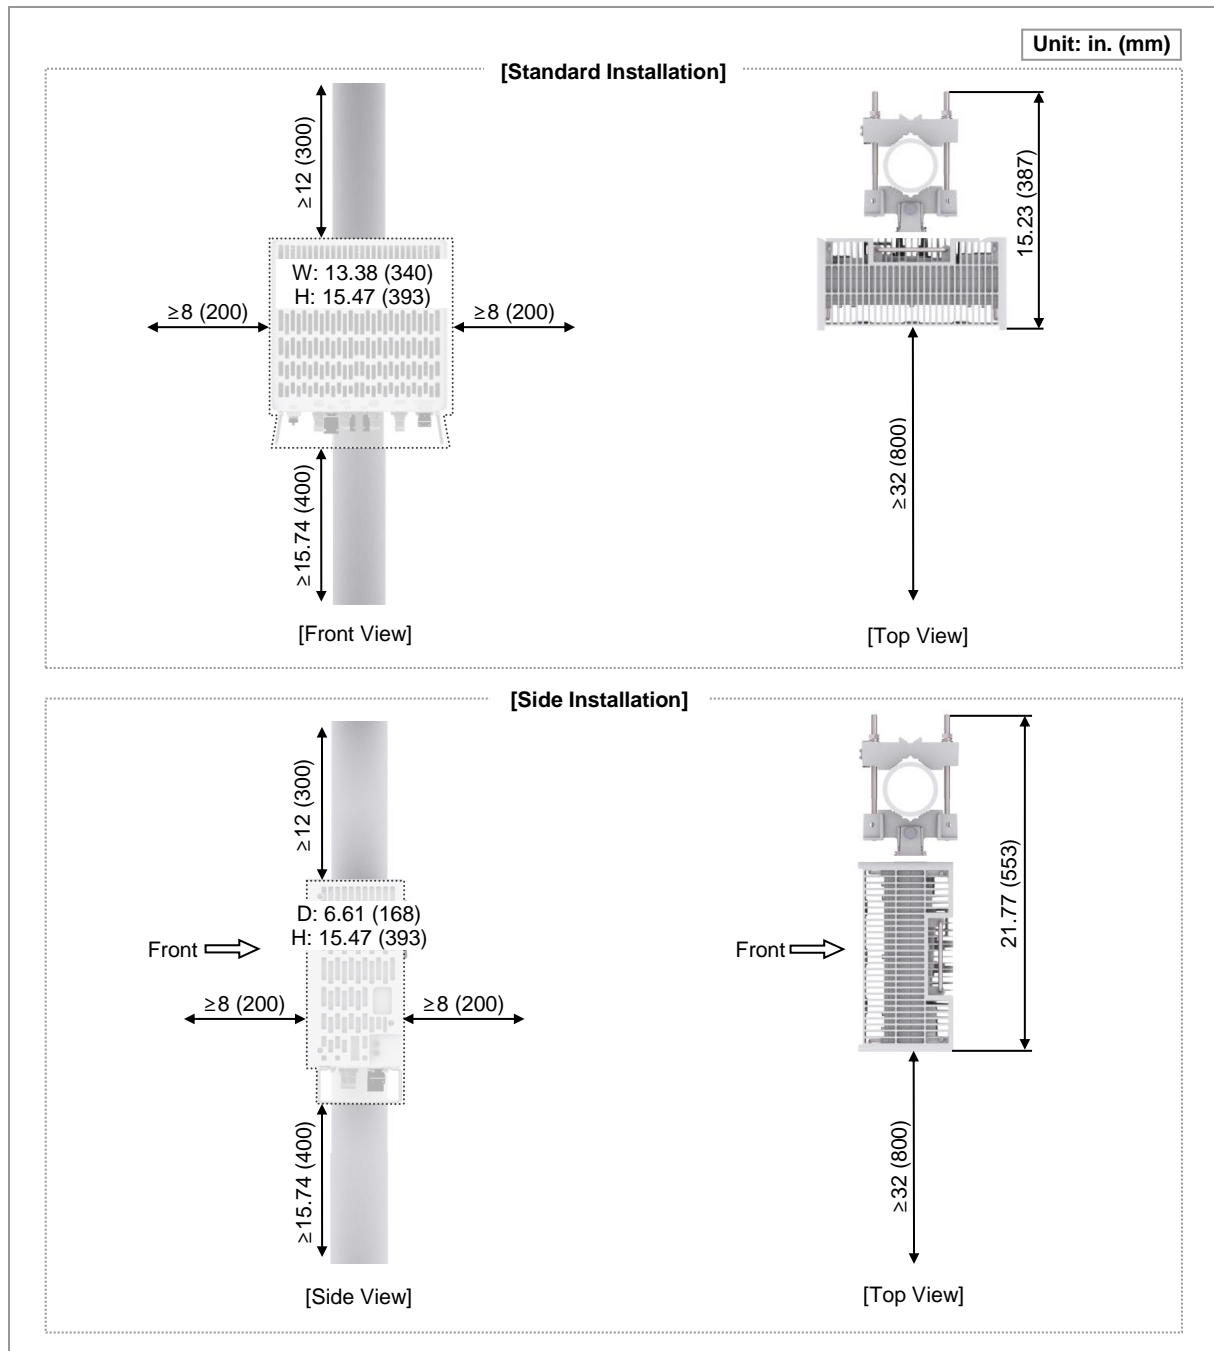 Unit: in. (mm)
[Standard Installation]
≥12 (300)
W: 13.38 (340)
H: 15.47 (393)
≥8 (200)
≥8 (200)
≥15.74 (400)
[Front View]
15.23 (387)
≥32 (800)
[Top View]
[Side Installation]
≥12 (300)
D: 6.61 (168)
H: 15.47 (393)
Front
≥8 (200)
≥8 (200)
≥15.74 (400)
[Side View]
21.77 (553)
Front
≥32 (800)
[Top View]